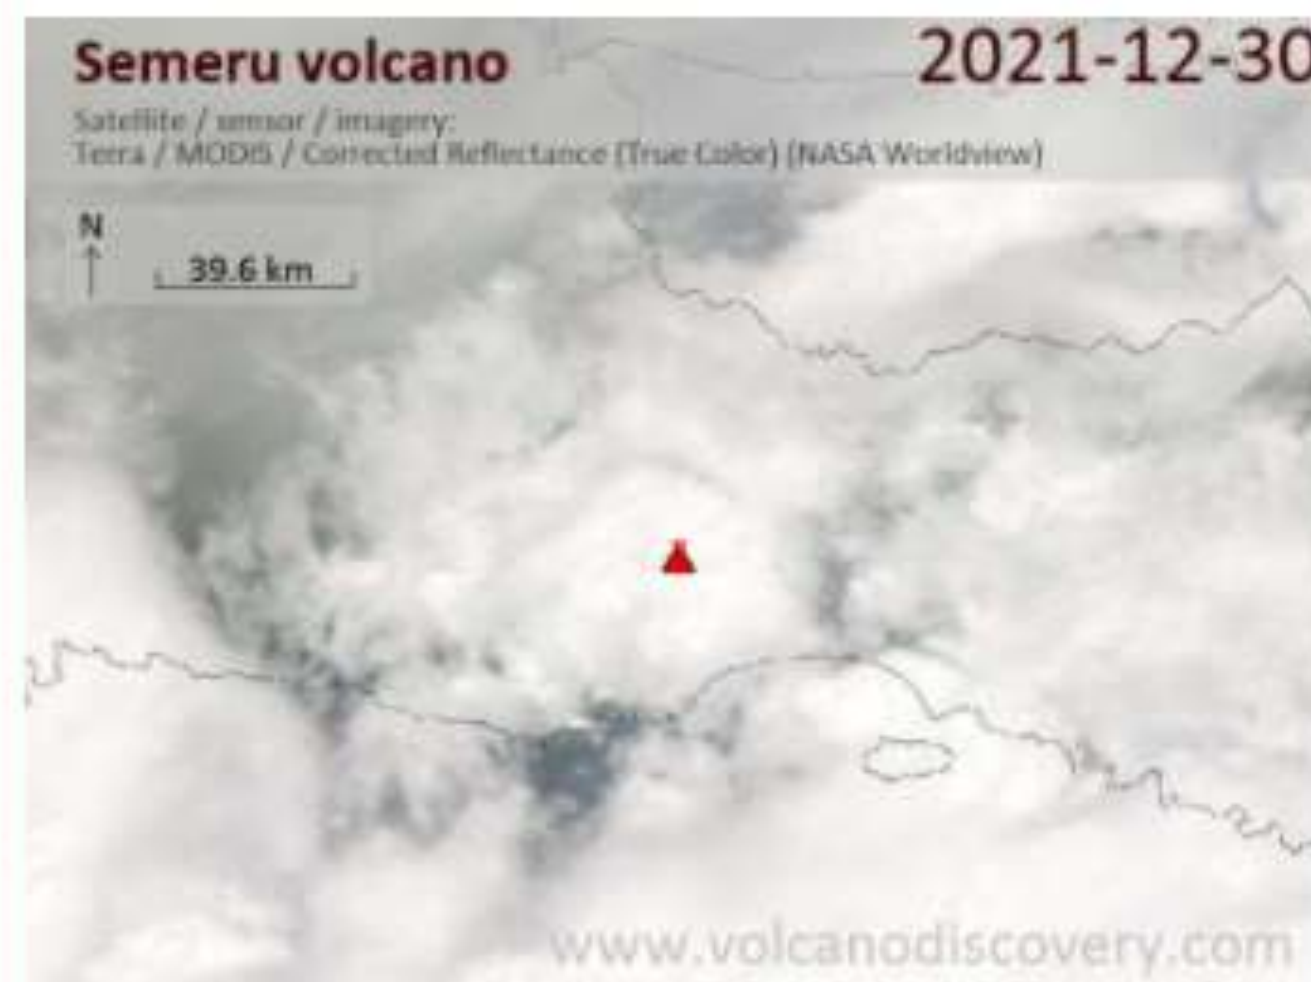 Semeru volcano
2021-12-30
Satellite / sensor / imagery:
Terra / MODIS / Corrected Reflectance (True Color) (NASA Worldview)
N
39.6 km
www.volcanodiscovery.com